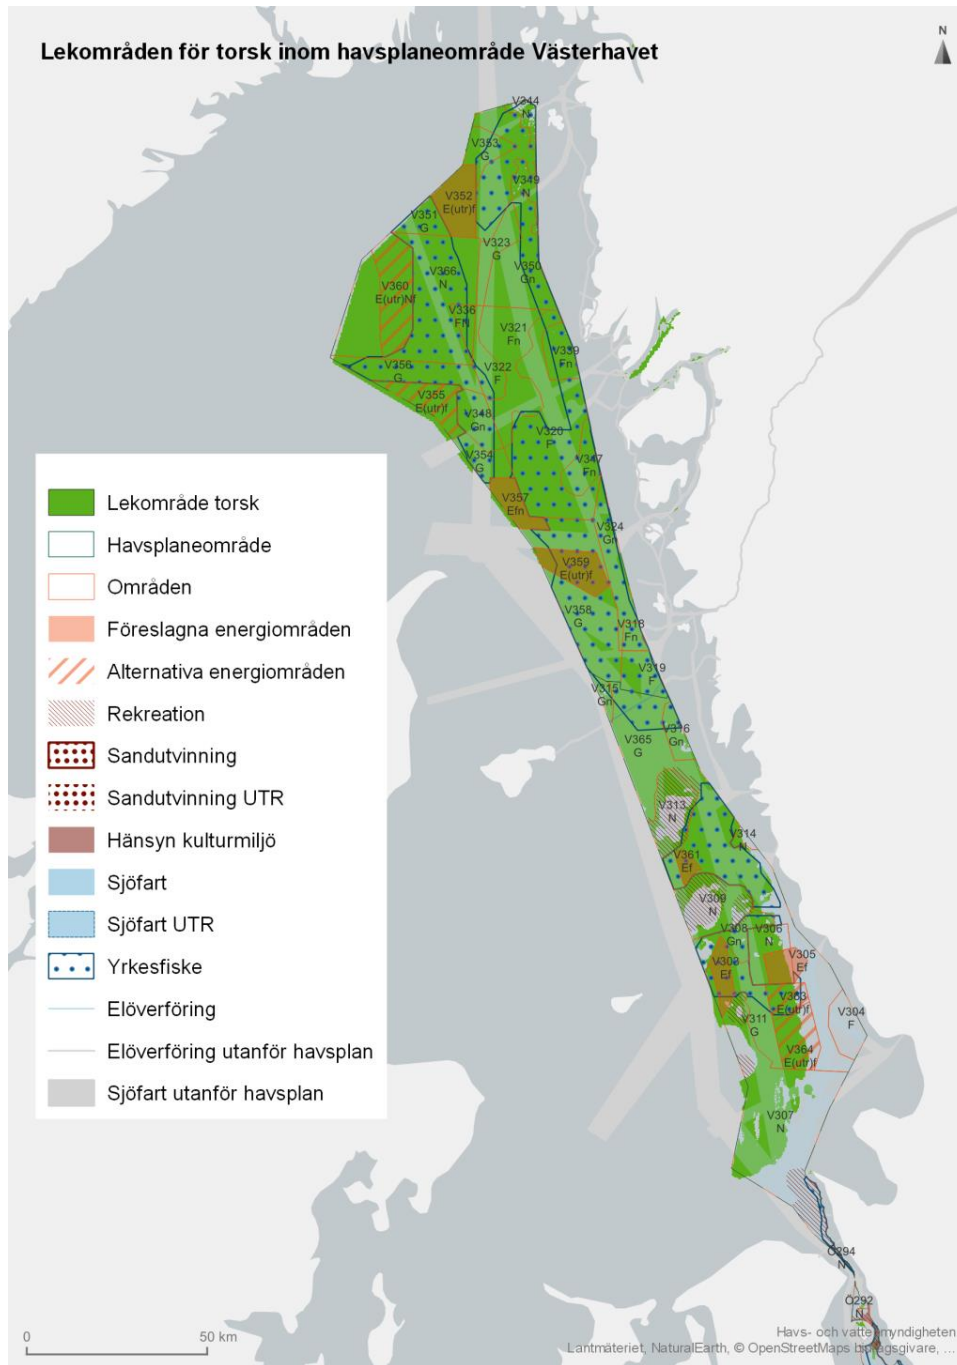 Lekområden för torsk inom havsplaneområde Västerhavet
N
V344
N
V353
G
V349
N
V352
E(utr)f
V351
G
V323
G
V350
Gn
V366
N
V360
E(utr)Nf
V336
FN
V321
Fn
V339
Fn
V356
G
V322
F
V355
E(utr)f
V348
Gn
V320
F
V354
G
V347
Fn
V357
Efn
V324
Gn
V359
E(utr)f
V358
G
V318
Fn
V319
F
V315
Gn
V316
Gn
V365
G
V313
N
V314
N
V361
Ef
V309
N
V308
Gn
V306
N
V303
Ef
V305
Ef
V363
E(utr)f
V311
G
V304
F
V364
E(utr)f
V307
N
Ö294
N
Ö292
N
Lekområde torsk
Havsplaneområde
Områden
Föreslagna energiområden
Alternativa energiområden
Rekreation
Sandutvinning
Sandutvinning UTR
Hänsyn kulturmiljö
Sjöfart
Sjöfart UTR
Yrkesfiske
Elöverföring
Elöverföring utanför havsplan
Sjöfart utanför havsplan
0 50 km
Havs- och vattenmyndigheten
Lantmäteriet, NaturalEarth, © OpenStreetMaps bidragsgivare, ...